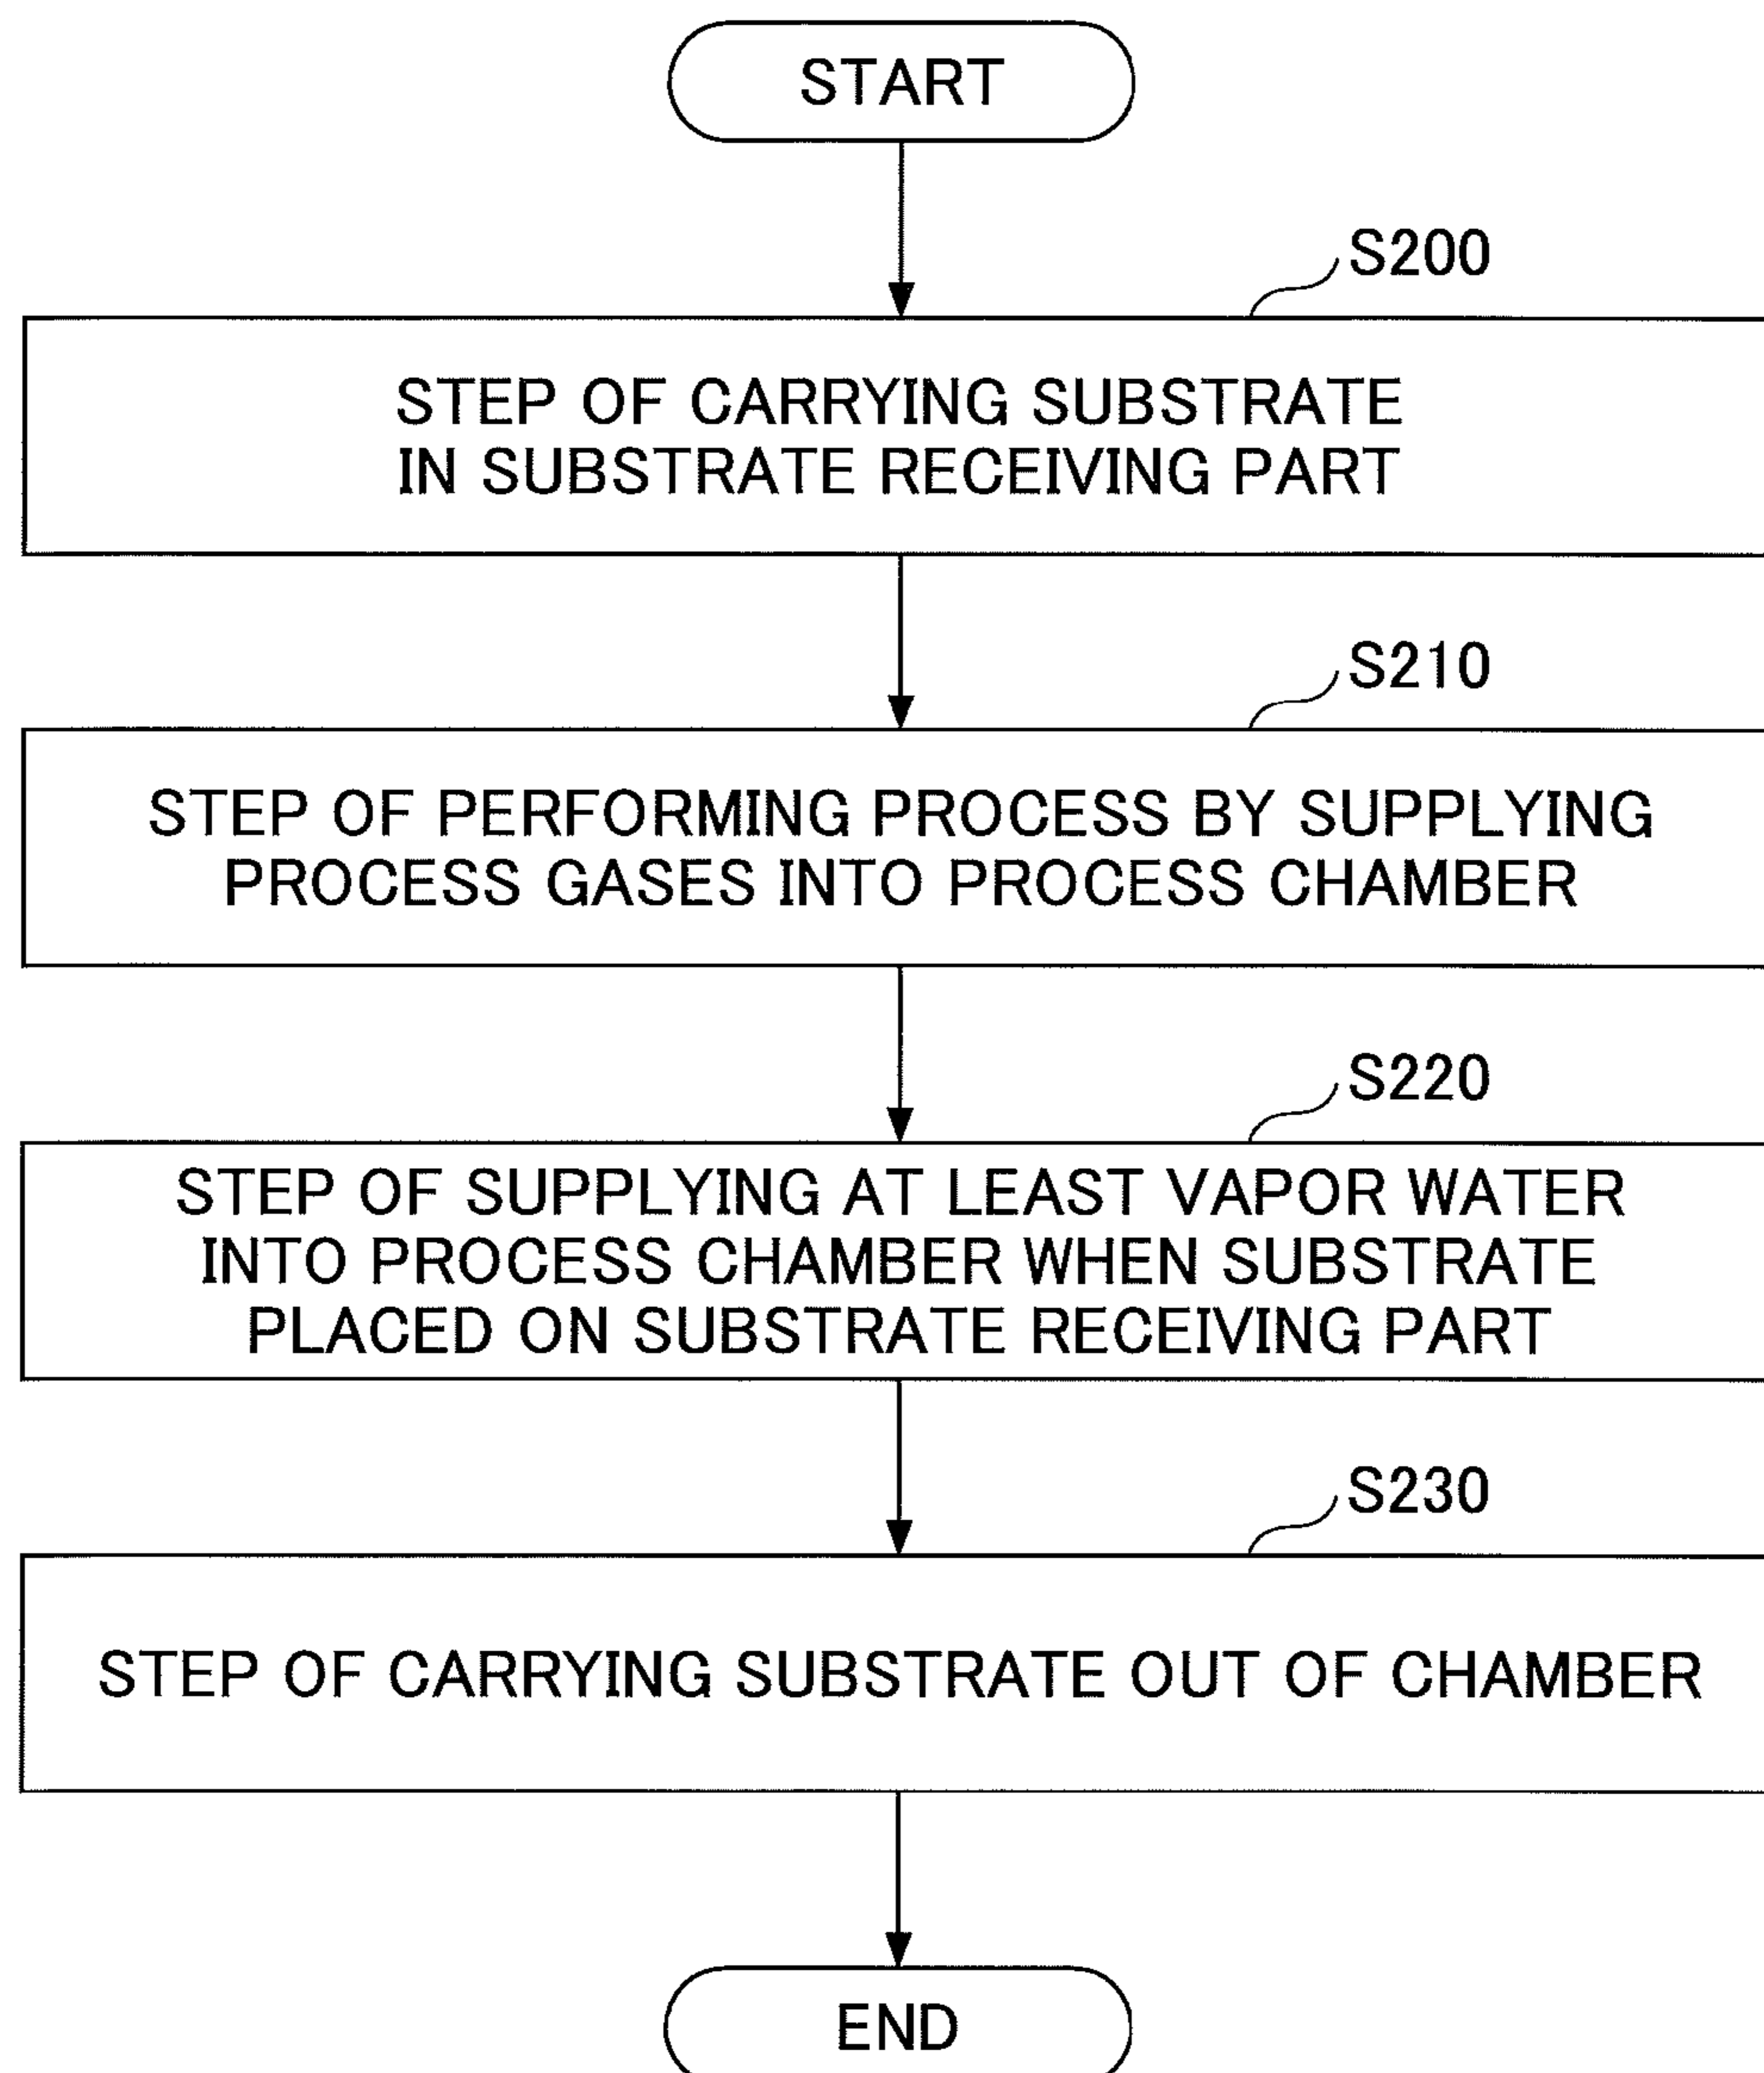 START
S200
STEP OF CARRYING SUBSTRATE
IN SUBSTRATE RECEIVING PART
S210
STEP OF PERFORMING PROCESS BY SUPPLYING
PROCESS GASES INTO PROCESS CHAMBER
S220
STEP OF SUPPLYING AT LEAST VAPOR WATER
INTO PROCESS CHAMBER WHEN SUBSTRATE
PLACED ON SUBSTRATE RECEIVING PART
S230
STEP OF CARRYING SUBSTRATE OUT OF CHAMBER
END